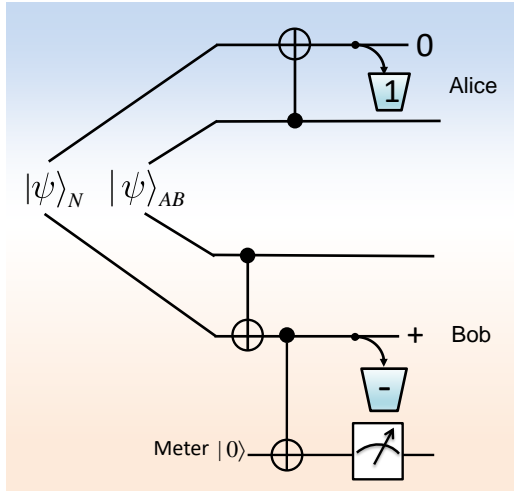 0
1
Alice
|ψ⟩N |ψ⟩AB
+ Bob
-
Meter |0⟩